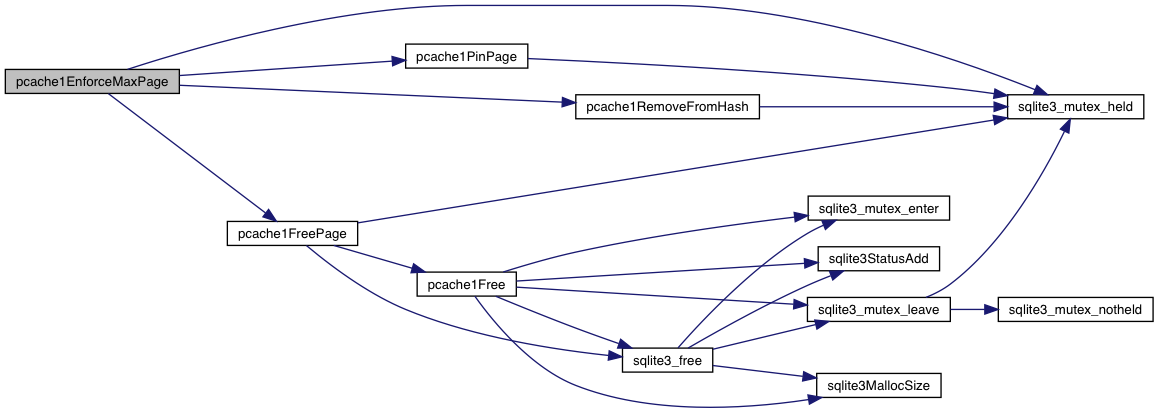 pcache1EnforceMaxPage
pcache1PinPage
pcache1RemoveFromHash
sqlite3_mutex_held
pcache1FreePage
pcache1Free
sqlite3_mutex_enter
sqlite3StatusAdd
sqlite3_mutex_leave
sqlite3_mutex_notheld
sqlite3_free
sqlite3MallocSize